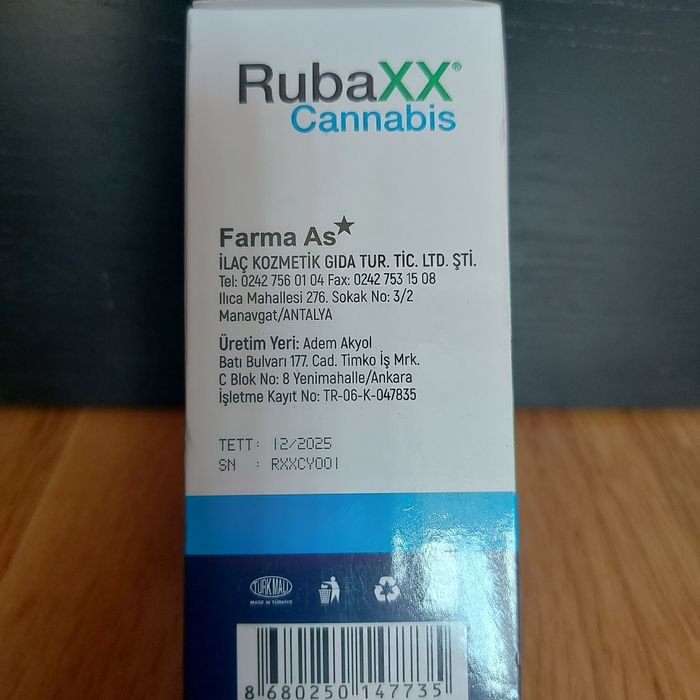 RubaXX®
Cannabis
Farma As
İLAÇ KOZMETİK GIDA TUR. TİC. LTD. ŞTİ.
Tel: 0242 756 01 04 Fax: 0242 753 15 08
Ilıca Mahallesi 276. Sokak No: 3/2
Manavgat/ANTALYA
Üretim Yeri: Adem Akyol
Batı Bulvarı 177. Cad. Timko İş Mrk.
C Blok No: 8 Yenimahalle/Ankara
İşletme Kayıt No: TR-06-K-047835
TETT: 12/2025
SN : RXXCY001
TÜRK MALI
MADE IN TÜRKİYE
8 680250 147735